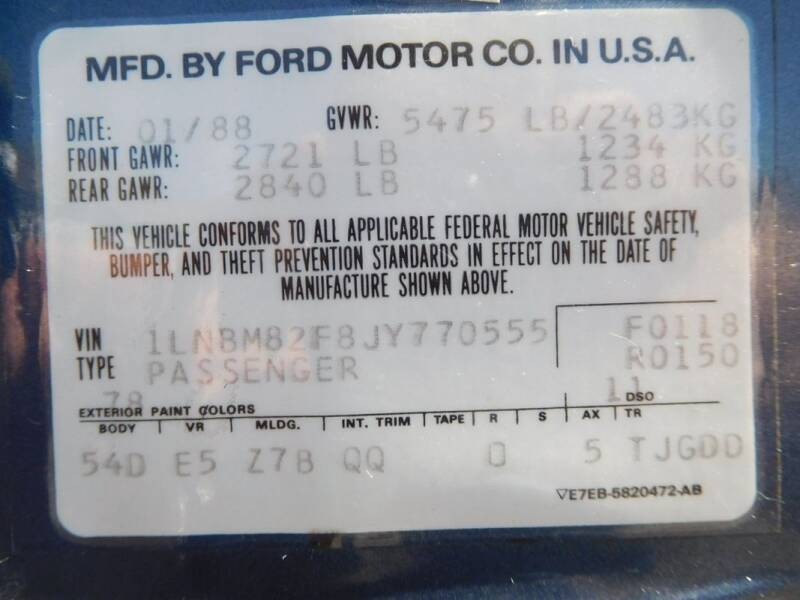 MFD. BY FORD MOTOR CO. IN U.S.A.
DATE: 01/88 GVWR: 5475 LB/2483KG
FRONT GAWR: 2721 LB 1234 KG
REAR GAWR: 2840 LB 1288 KG
THIS VEHICLE CONFORMS TO ALL APPLICABLE FEDERAL MOTOR VEHICLE SAFETY,
BUMPER, AND THEFT PREVENTION STANDARDS IN EFFECT ON THE DATE OF
MANUFACTURE SHOWN ABOVE.
VIN 1LNBM82F8JY770555 F0118
TYPE PASSENGER R0150
78 11 DSO
EXTERIOR PAINT COLORS
BODY VR MLDG. INT. TRIM TAPE R S AX TR
54D E5 Z7B QQ 0 5 TJGDD
▽E7EB-5820472-AB